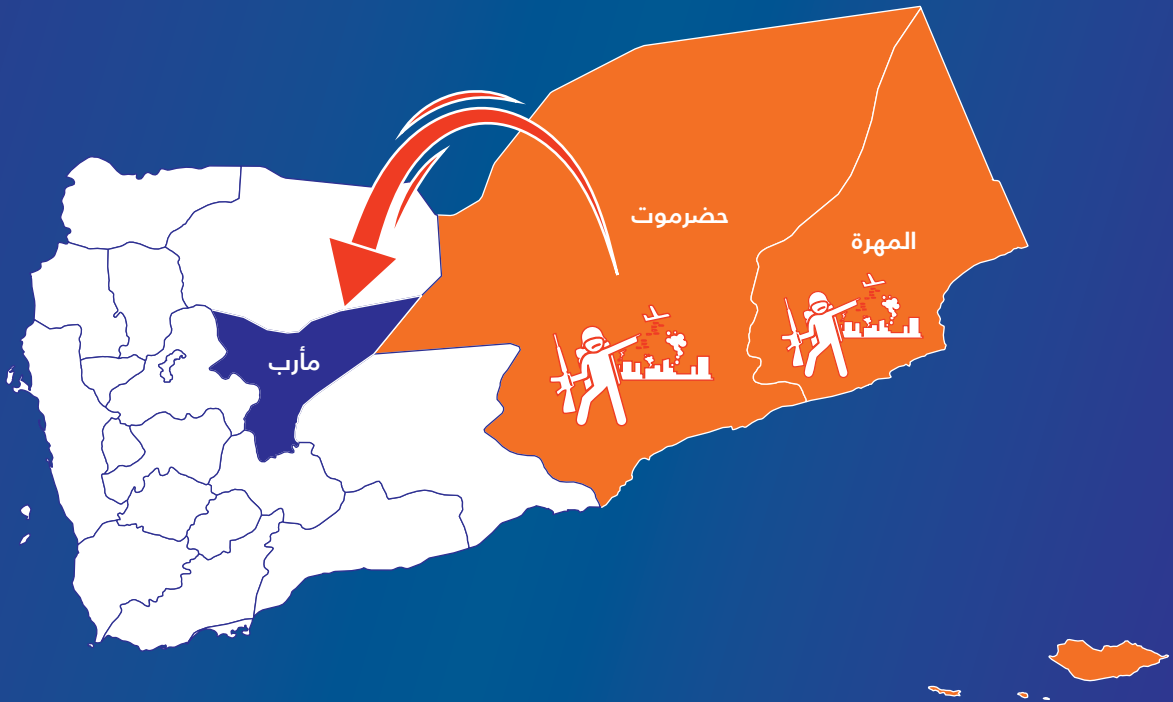 حضرموت
المهرة
مأرب